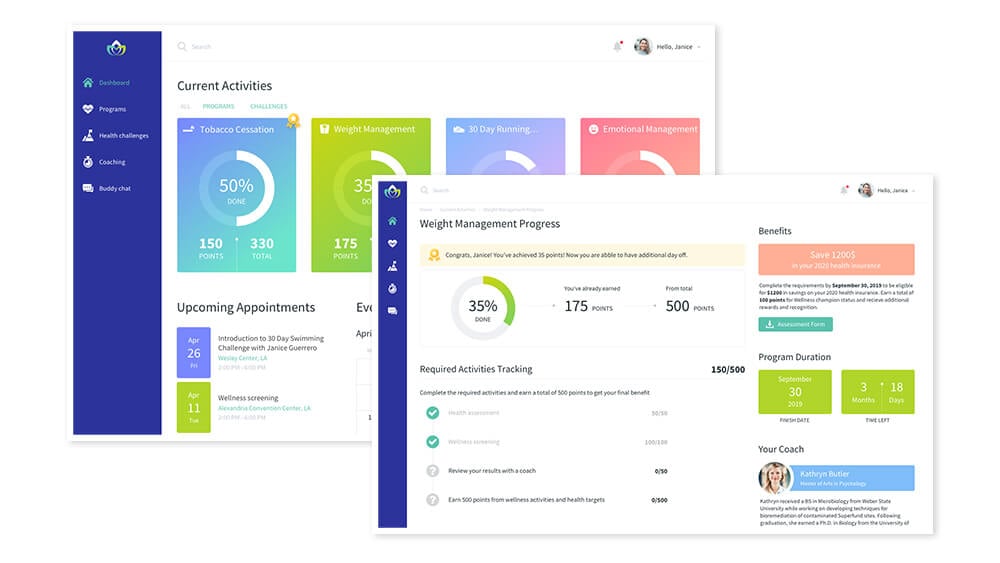 Search
Hello, Janice
Dashboard
Programs
Health challenges
Coaching
Buddy chat
Current Activities
ALL PROGRAMS CHALLENGES
Tobacco Cessation
50%
DONE
150 330
POINTS TOTAL
Weight Management
35
DO
175
POINTS
30 Day Running...
Emotional Management
Upcoming Appointments
Apr
26
Fri
Introduction to 30 Day Swimming
Challenge with Janice Guerrero
Wesley Center, LA
2:00 PM - 6:00 PM
Apr
11
Tue
Wellness screening
Alexandria Convention Center, LA
2:00 PM - 6:00 PM
Eve
April
1
Search
Hello, Janice
Home Current Activities Weight Management Progress
Weight Management Progress
Congrats, Janice! You've achieved 35 points! Now you are abble to have additional day off.
35%
DONE
You've already earned
175 POINTS
From total
500 POINTS
Required Activities Tracking 150/500
Complete the required activities and earn a total of 500 points to get your final benefit
Health assessment 50/50
Wellness screening 100/100
Review your results with a coach 0/50
Earn 500 points from wellness activities and health targets 0/500
Benefits
Save 1200$
in your 2020 health insurance
Complete the requirements by September 30, 2019 to be eligible
for $1200 in savings on your 2020 health insurance. Earn a total of
100 points for Wellness champion status and recieve additional
rewards and recognition.
Assessment Form
Program Duration
September
30
2019
FINISH DATE
3 18
Months Days
TIME LEFT
Your Coach
Kathryn Butler
Master of Arts in Psychology
Kathryn received a BS in Microbiology from Weber State
University while working on developing techniques for
bioremediation of contaminated Superfund sites. Following
graduation, she earned a Ph.D. in Biology from the University of